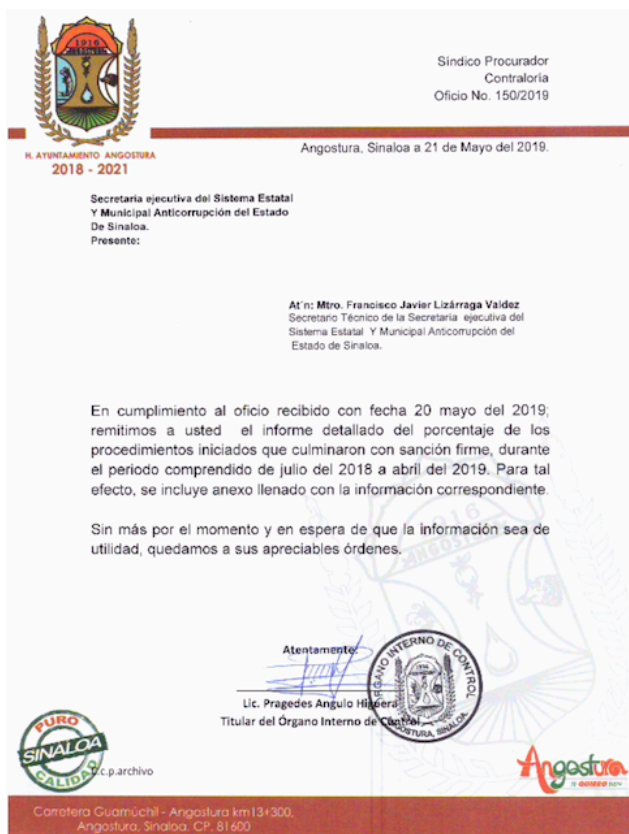 Síndico Procurador
Contraloría
Oficio No. 150/2019
1916
ANGOSTURA
H. AYUNTAMIENTO ANGOSTURA
2018 - 2021
Angostura, Sinaloa a 21 de Mayo del 2019.
Secretaria ejecutiva del Sistema Estatal
Y Municipal Anticorrupción del Estado
De Sinaloa.
Presente:
At´n: Mtro. Francisco Javier Lizárraga Valdez
Secretario Técnico de la Secretaria ejecutiva del
Sistema Estatal Y Municipal Anticorrupción del
Estado de Sinaloa.
En cumplimiento al oficio recibido con fecha 20 mayo del 2019;
remitimos a usted el informe detallado del porcentaje de los
procedimientos iniciados que culminaron con sanción firme, durante
el periodo comprendido de julio del 2018 a abril del 2019. Para tal
efecto, se incluye anexo llenado con la información correspondiente.
Sin más por el momento y en espera de que la información sea de
utilidad, quedamos a sus apreciables órdenes.
Atentamente:
ÓRGANO INTERNO DE CONTROL
ANGOSTURA, SINALOA.
Lic. Pragedes Angulo Higuera
Titular del Órgano Interno de Control
PURO
SINALOA
CALIDAD
C.c.p.archivo
Angostura
TE QUIERO BIEN
Carretera Guamúchil - Angostura km13+300,
Angostura, Sinaloa. CP. 81600